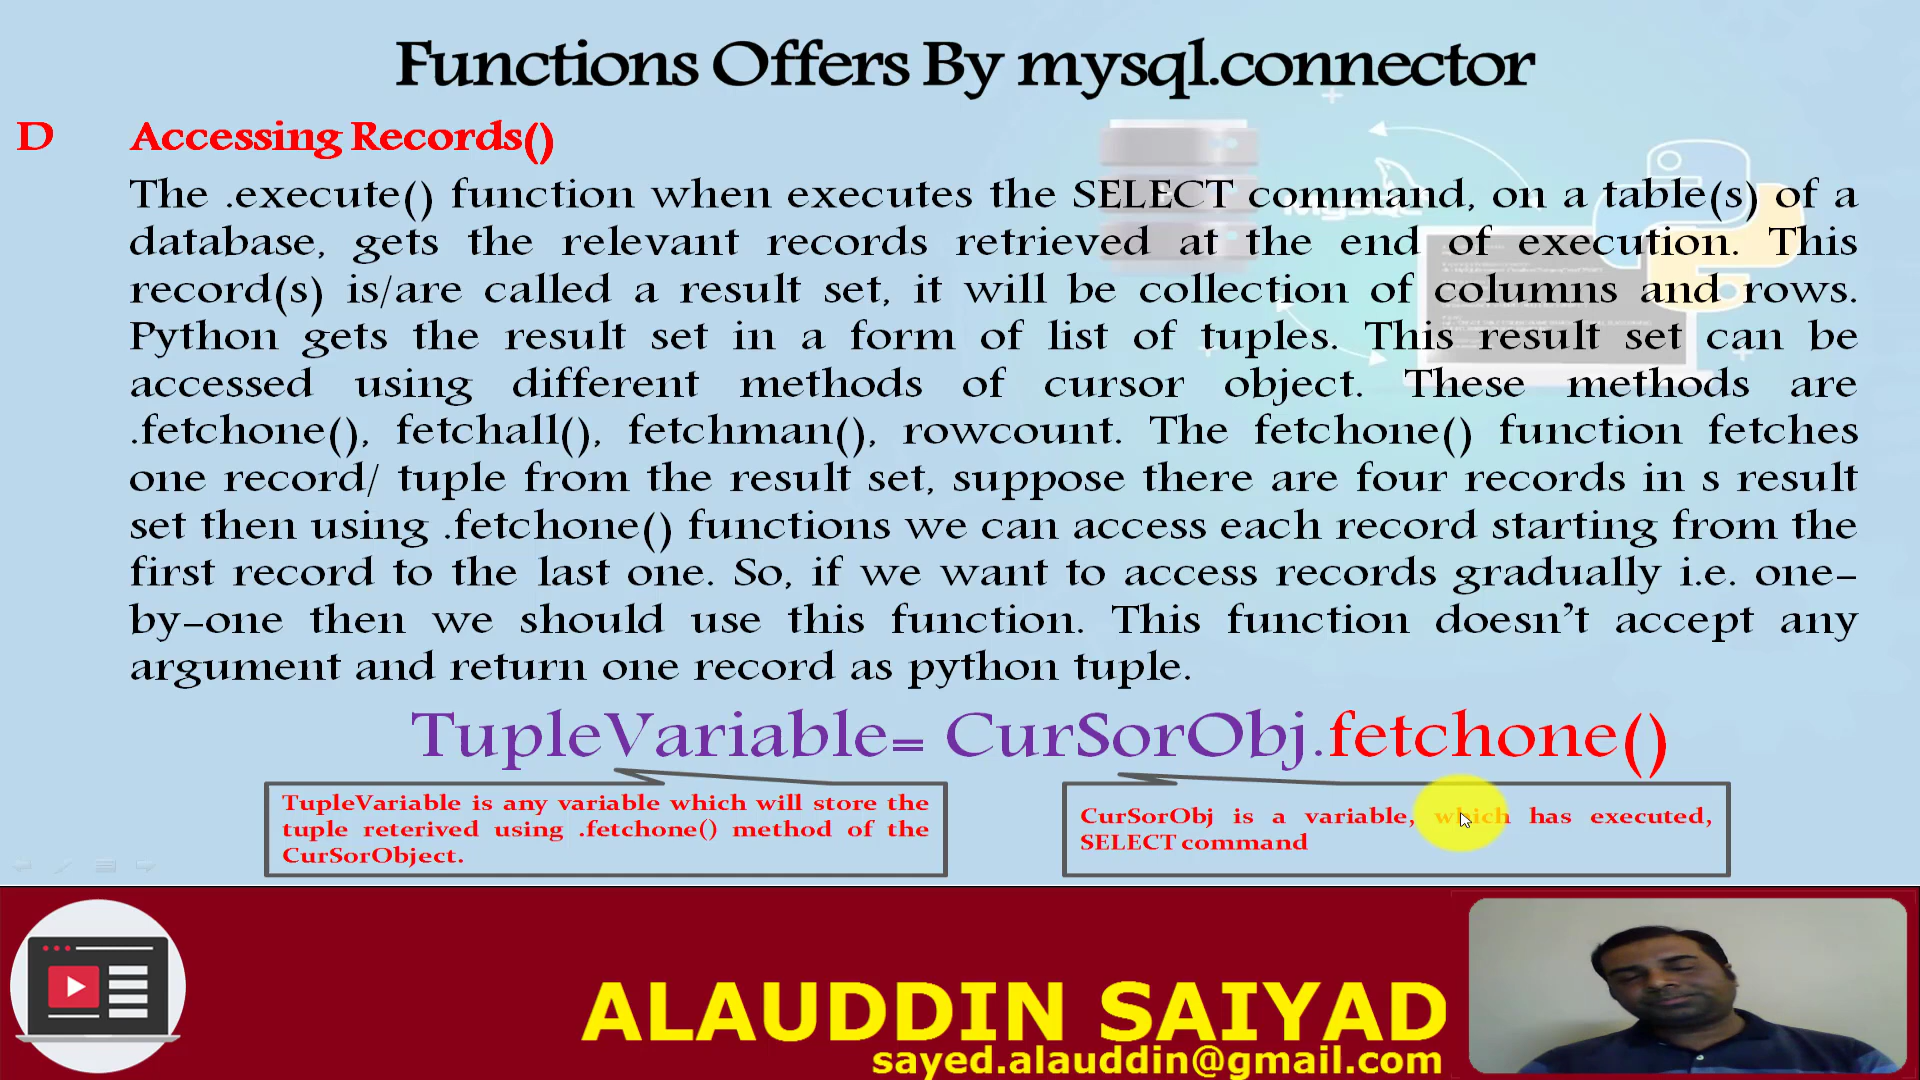 Functions Offers By mysql.connector
D Accessing Records()
The .execute() function when executes the SELECT command, on a table(s) of a
database, gets the relevant records retrieved at the end of execution. This
record(s) is/are called a result set, it will be collection of columns and rows.
Python gets the result set in a form of list of tuples. This result set can be
accessed using different methods of cursor object. These methods are
.fetchone(), fetchall(), fetchman(), rowcount. The fetchone() function fetches
one record/ tuple from the result set, suppose there are four records in s result
set then using .fetchone() functions we can access each record starting from the
first record to the last one. So, if we want to access records gradually i.e. one-
by-one then we should use this function. This function doesn't accept any
argument and return one record as python tuple.
TupleVariable= CurSorObj.fetchone()
TupleVariable is any variable which will store the
tuple reterived using .fetchone() method of the
CurSorObject.
CurSorObj is a variable, which has executed,
SELECT command
ALAUDDIN SAIYAD
sayed.alauddin@gmail.com